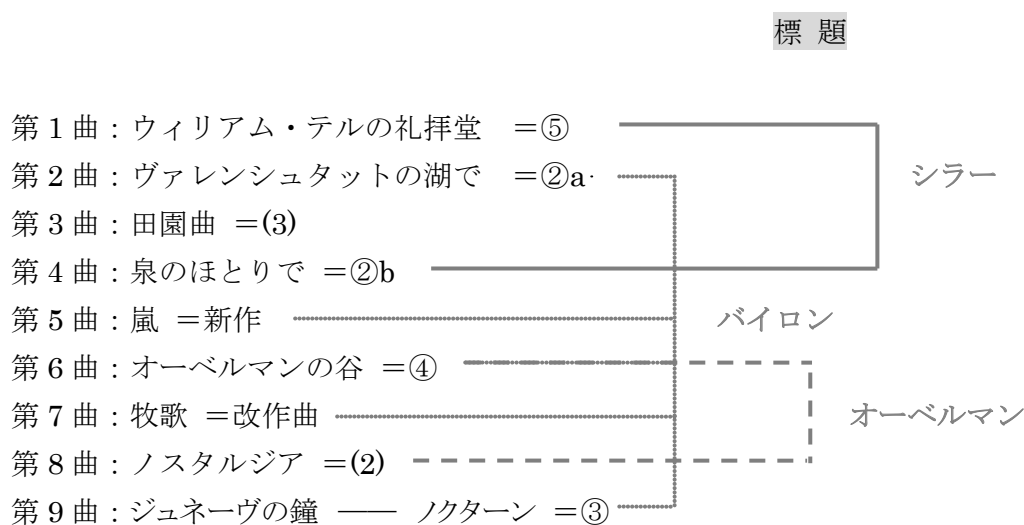 標 題
第 1 曲：ウィリアム・テルの礼拝堂 ＝⑤
第 2 曲：ヴァレンシュタットの湖で ＝②a
シラー
第 3 曲：田園曲 ＝(3)
第 4 曲：泉のほとりで ＝②b
第 5 曲：嵐 ＝新作
バイロン
第 6 曲：オーベルマンの谷 ＝④
第 7 曲：牧歌 ＝改作曲
オーベルマン
第 8 曲：ノスタルジア ＝(2)
第 9 曲：ジュネーヴの鐘 ―― ノクターン ＝③